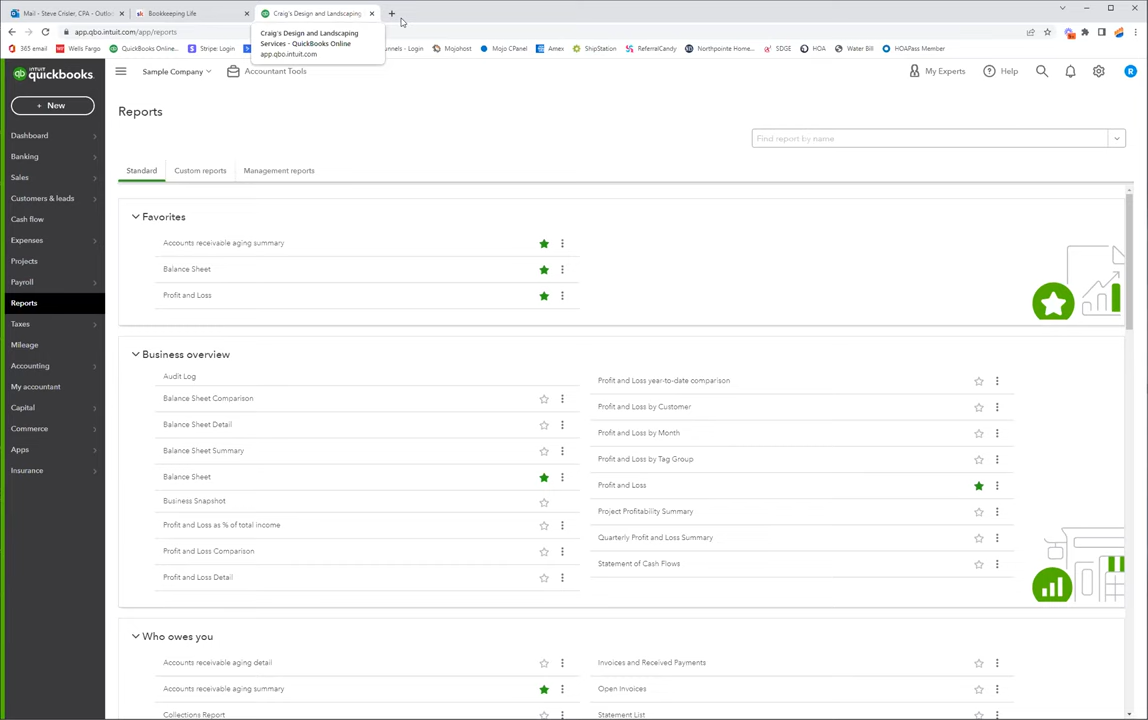 Mail - Steve Crisler, CPA - Outlo
Bookkeeping Life
Craig's Design and Landscaping
app.qbo.intuit.com/app/reports
Craig's Design and Landscaping
Services - QuickBooks Online
app.qbo.intuit.com
365 email
Wells Fargo
Bank of America | O
QuickBooks Online...
Stripe: Login
unnels - Login
Mojohost
Mojo CPanel
Amex
ShipStation
ReferralCandy
Northpointe Home...
SDGE
HOA
Water Bill
HOAPass Member
INTUIT
quickbooks.
Sample Company
Accountant Tools
My Experts
Help
R
+ New
Reports
Find report by name
Dashboard
Banking
Sales
Customers & leads
Cash flow
Expenses
Projects
Payroll
Reports
Taxes
Mileage
Accounting
My accountant
Capital
Commerce
Apps
Insurance
Standard
Custom reports
Management reports
Favorites
Accounts receivable aging summary
Balance Sheet
Profit and Loss
Business overview
Audit Log
Balance Sheet Comparison
Balance Sheet Detail
Balance Sheet Summary
Balance Sheet
Business Snapshot
Profit and Loss as % of total income
Profit and Loss Comparison
Profit and Loss Detail
Profit and Loss year-to-date comparison
Profit and Loss by Customer
Profit and Loss by Month
Profit and Loss by Tag Group
Profit and Loss
Project Profitability Summary
Quarterly Profit and Loss Summary
Statement of Cash Flows
Who owes you
Accounts receivable aging detail
Accounts receivable aging summary
Collections Report
Invoices and Received Payments
Open Invoices
Statement List